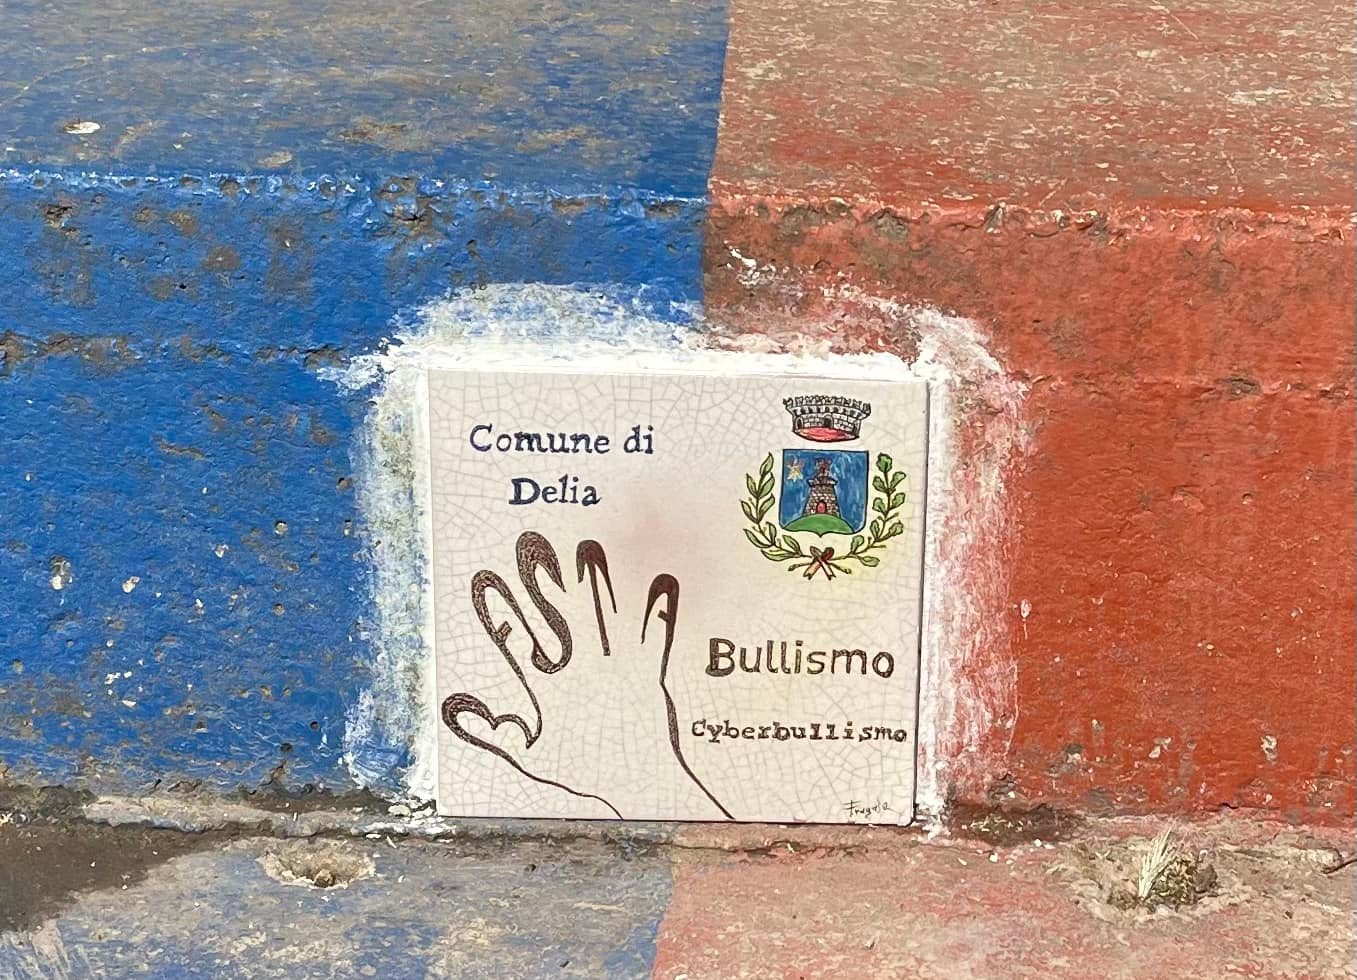 Comune di
Delia
BASTA
Bullismo
Cyberbullismo